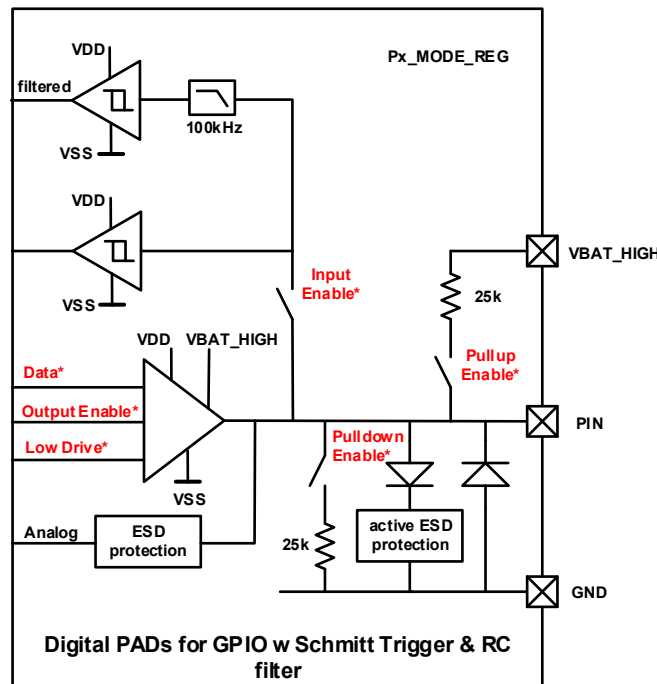 VDD
Px_MODE_REG
filtered
100kHz
VSS
VDD
VBAT_HIGH
Input
Enable*
25k
VSS
VDD
VBAT_HIGH
Pullup
Enable*
Data*
Output Enable*
PIN
Pulldown
Enable*
Low Drive*
VSS
Analog
ESD
protection
25k
active ESD
protection
GND
Digital PADs for GPIO w Schmitt Trigger & RC
filter